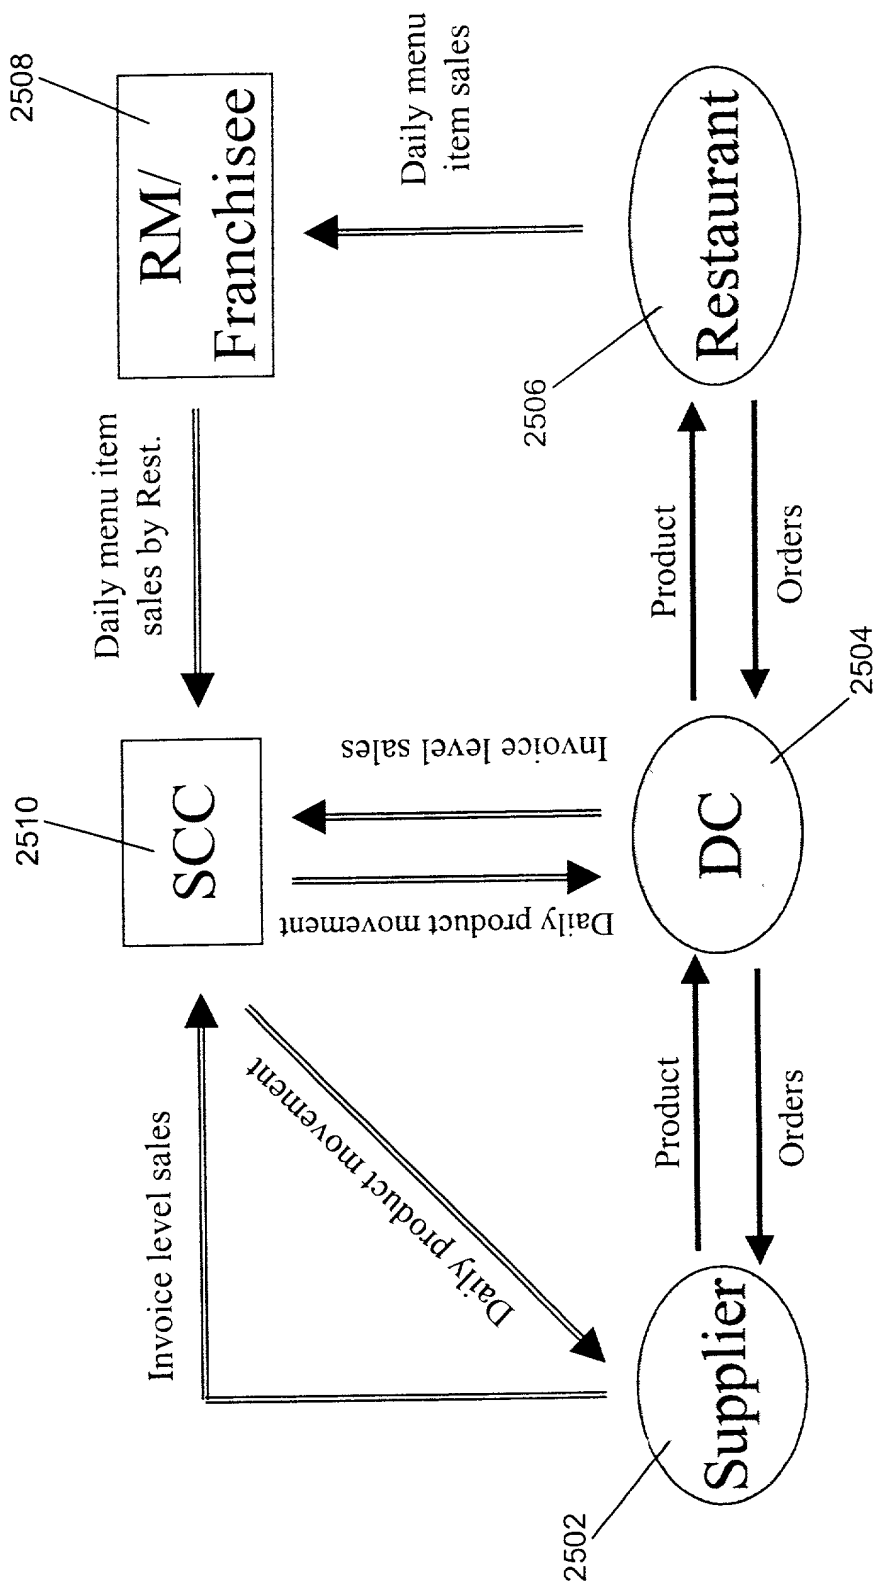 2510
2508
SCC
RM/
Franchisee
Invoice level sales
Daily menu item
sales by Rest.
Daily product movement
Daily product movement
Invoice level sales
Daily menu
item sales
2502
2506
Supplier
Product
Orders
DC
2504
Product
Orders
Restaurant